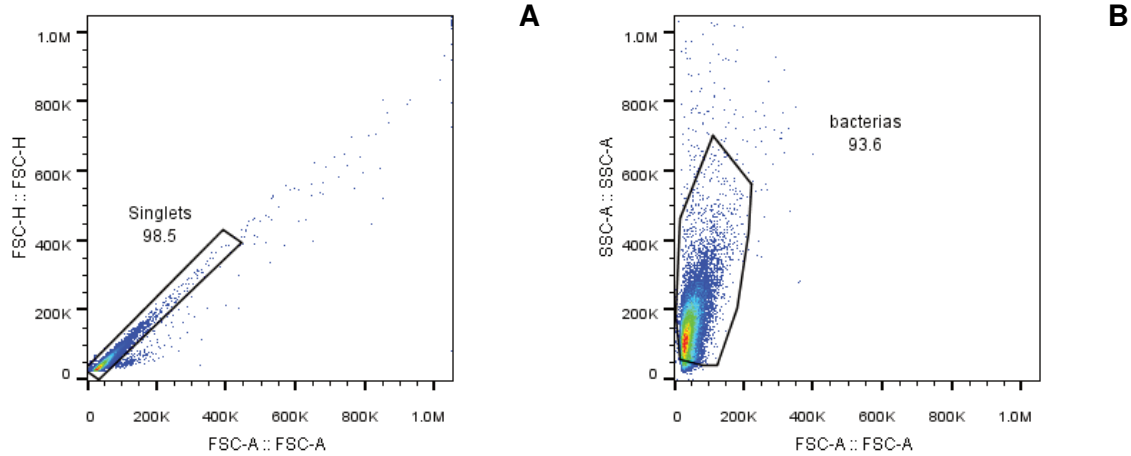 A
1.0M
800K
600K
400K
200K
0
FSC-H :: FSC-H
Singlets
98.5
0 200K 400K 600K 800K 1.0M
FSC-A :: FSC-A
B
1.0M
800K
600K
400K
200K
0
SSC-A :: SSC-A
bacterias
93.6
0 200K 400K 600K 800K 1.0M
FSC-A :: FSC-A